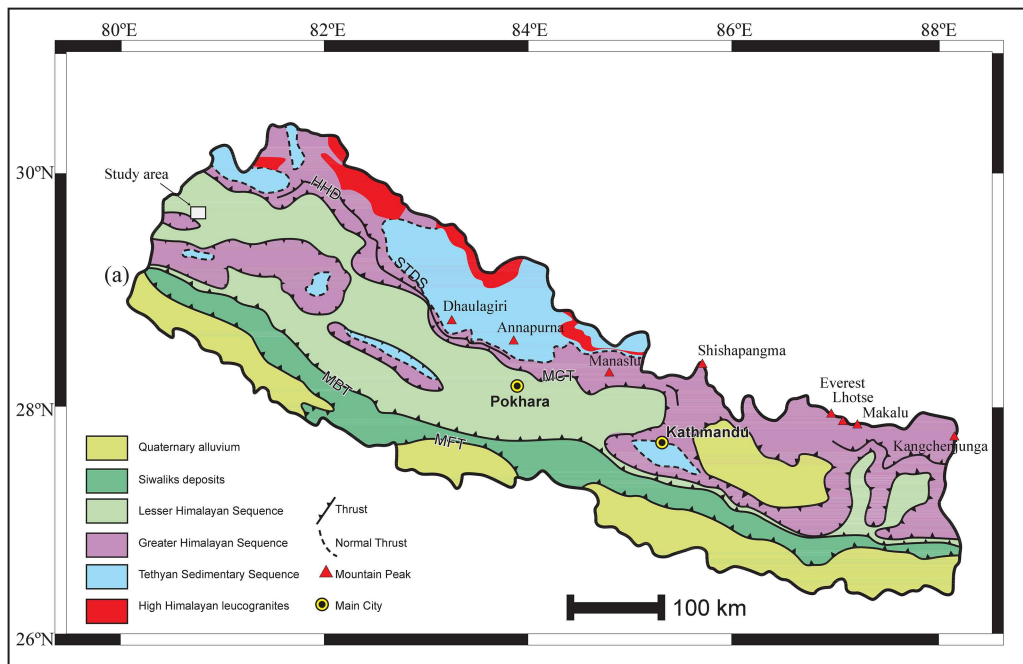 80ºE
82ºE
84ºE
86ºE
88ºE
30ºN
Study area
HHD
STDS
(a)
Dhaulagiri
Annapurna
Manaslu
Shishapangma
MCT
MBT
Pokhara
Everest
Lhotse
Makalu
28ºN
MFT
Kathmandu
Kangchenjunga
Quaternary alluvium
Siwaliks deposits
Lesser Himalayan Sequence
Thrust
Greater Himalayan Sequence
Normal Thrust
Tethyan Sedimentary Sequence
Mountain Peak
High Himalayan leucogranites
Main City
100 km
26ºN